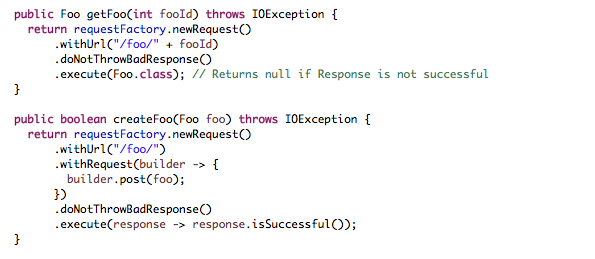 public Foo getFoo(int fooId) throws IOException {
  return requestFactory.newRequest()
      .withUrl("/foo/" + fooId)
      .doNotThrowBadResponse()
      .execute(Foo.class); // Returns null if Response is not successful
}

public boolean createFoo(Foo foo) throws IOException {
  return requestFactory.newRequest()
      .withUrl("/foo/")
      .withRequest(builder -> {
        builder.post(foo);
      })
      .doNotThrowBadResponse()
      .execute(response -> response.isSuccessful());
}